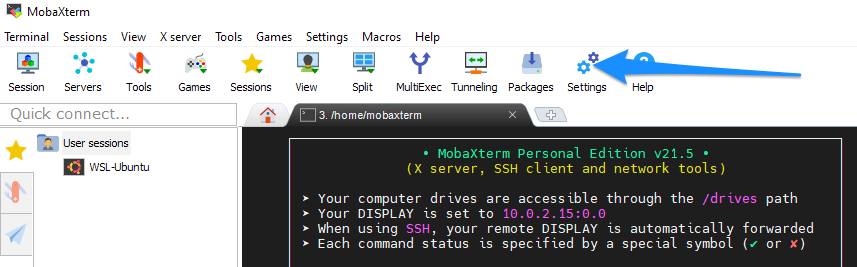 MobaXterm
Terminal Sessions View X server Tools Games Settings Macros Help
Session Servers Tools Games Sessions View Split MultiExec Tunneling Packages Settings Help
Quick connect...
3. /home/mobaxterm
User sessions
WSL-Ubuntu
• MobaXterm Personal Edition v21.5 •
(X server, SSH client and network tools)
➤ Your computer drives are accessible through the /drives path
➤ Your DISPLAY is set to 10.0.2.15:0.0
➤ When using SSH, your remote DISPLAY is automatically forwarded
➤ Each command status is specified by a special symbol (✔ or ✘)